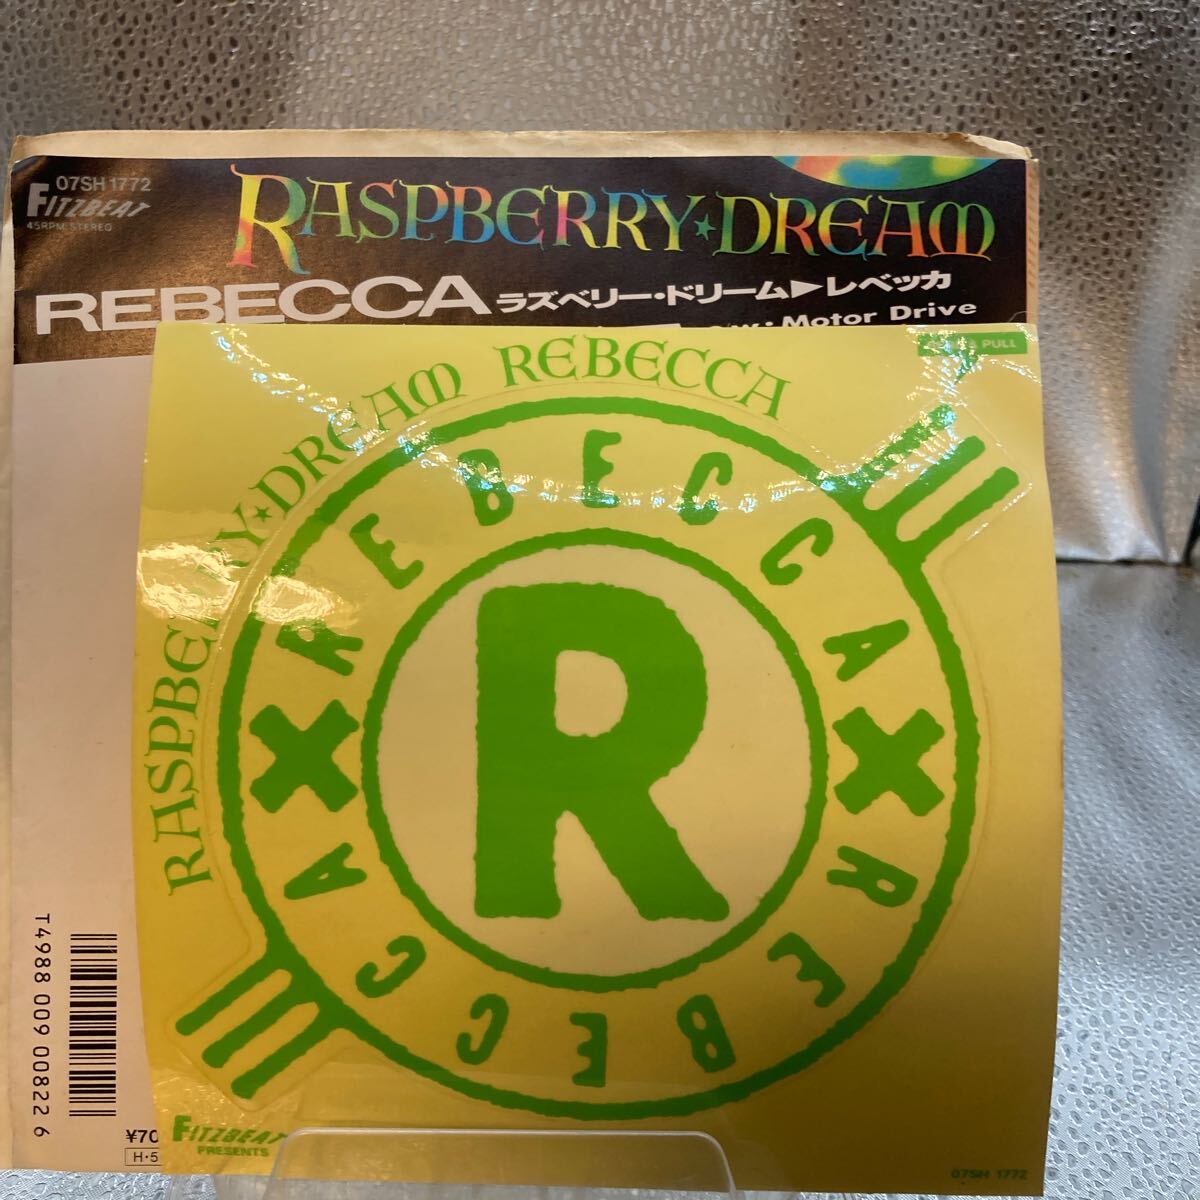 07SH 1772
FITZBEAT
45RPM STEREO
RASPBERRY★DREAM
REBECCA ラズベリー・ドリーム▶レベッカ
Motor Drive
PULL
RASPBERRY★DREAM REBECCA
REBECCA×REBECCA×
R
T4988 009 00822 6
¥70
H・5
FITZBEAT
PRESENTS
07SH 1772